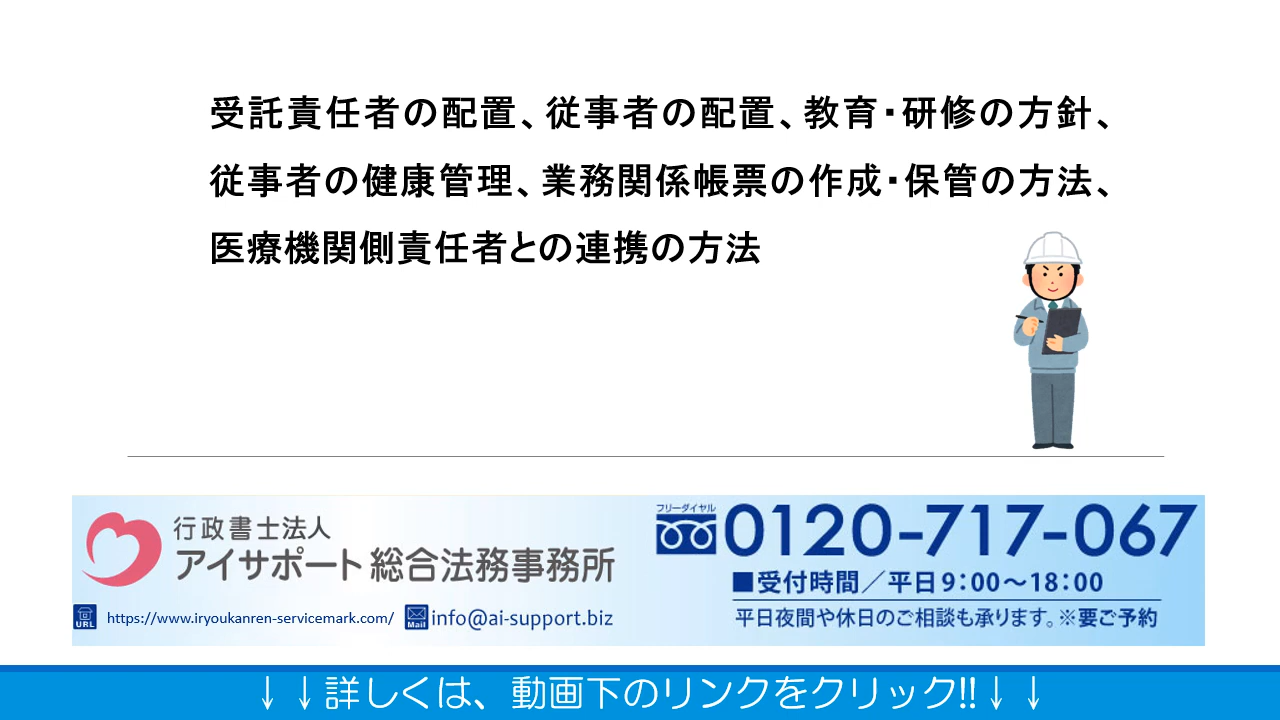 受託責任者の配置、従事者の配置、教育・研修の方針、
従事者の健康管理、業務関係帳票の作成・保管の方法、
医療機関側責任者との連携の方法
行政書士法人
アイサポート総合法務事務所
URL https://www.iryoukanren-servicemark.com/ Mail info@ai-support.biz
フリーダイヤル
0120-717-067
■受付時間／平日9:00～18:00
平日夜間や休日のご相談も承ります。※要ご予約
↓↓詳しくは、動画下のリンクをクリック!!↓↓